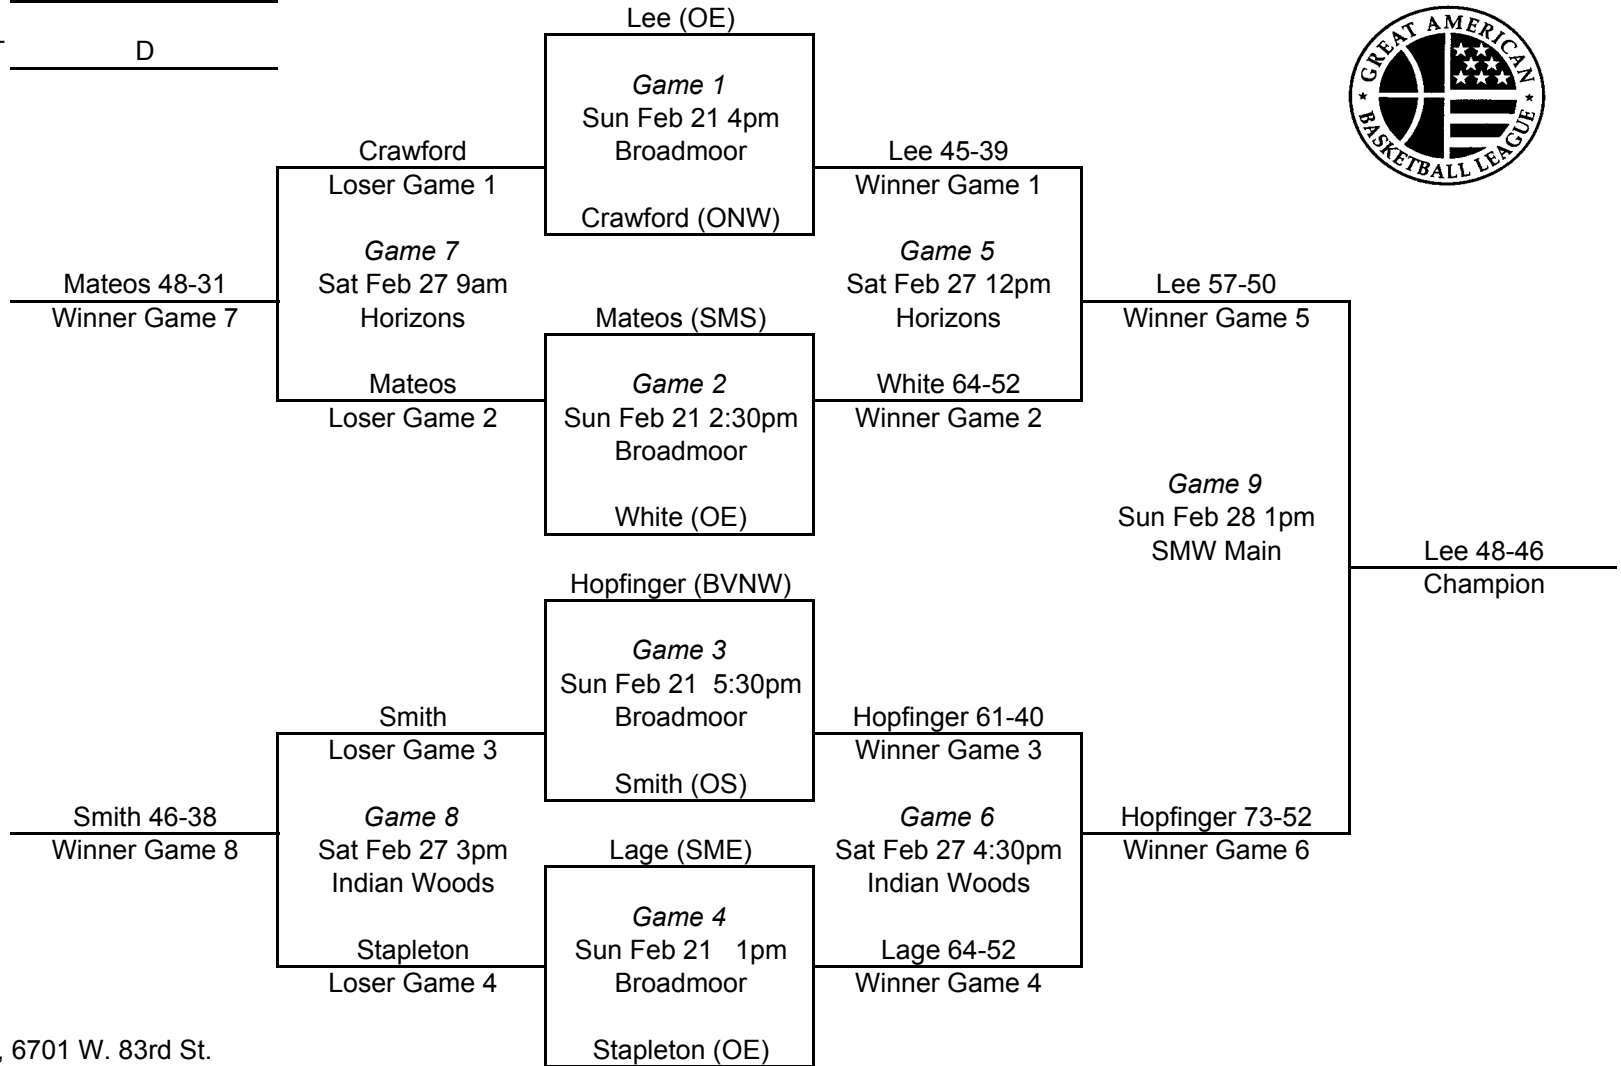 D
Lee (OE)
Game 1
Sun Feb 21 4pm
Broadmoor
Crawford (ONW)
Crawford
Loser Game 1
Lee 45-39
Winner Game 1
GREAT AMERICAN
BASKETBALL LEAGUE
Game 7
Sat Feb 27 9am
Horizons
Mateos 48-31
Winner Game 7
Game 5
Sat Feb 27 12pm
Horizons
Lee 57-50
Winner Game 5
Mateos (SMS)
Game 2
Sun Feb 21 2:30pm
Broadmoor
White (OE)
Mateos
Loser Game 2
White 64-52
Winner Game 2
Game 9
Sun Feb 28 1pm
SMW Main
Lee 48-46
Champion
Hopfinger (BVNW)
Game 3
Sun Feb 21  5:30pm
Broadmoor
Smith (OS)
Smith
Loser Game 3
Hopfinger 61-40
Winner Game 3
Smith 46-38
Winner Game 8
Game 8
Sat Feb 27 3pm
Indian Woods
Game 6
Sat Feb 27 4:30pm
Indian Woods
Hopfinger 73-52
Winner Game 6
Lage (SME)
Game 4
Sun Feb 21   1pm
Broadmoor
Stapleton (OE)
Stapleton
Loser Game 4
Lage 64-52
Winner Game 4
, 6701 W. 83rd St.